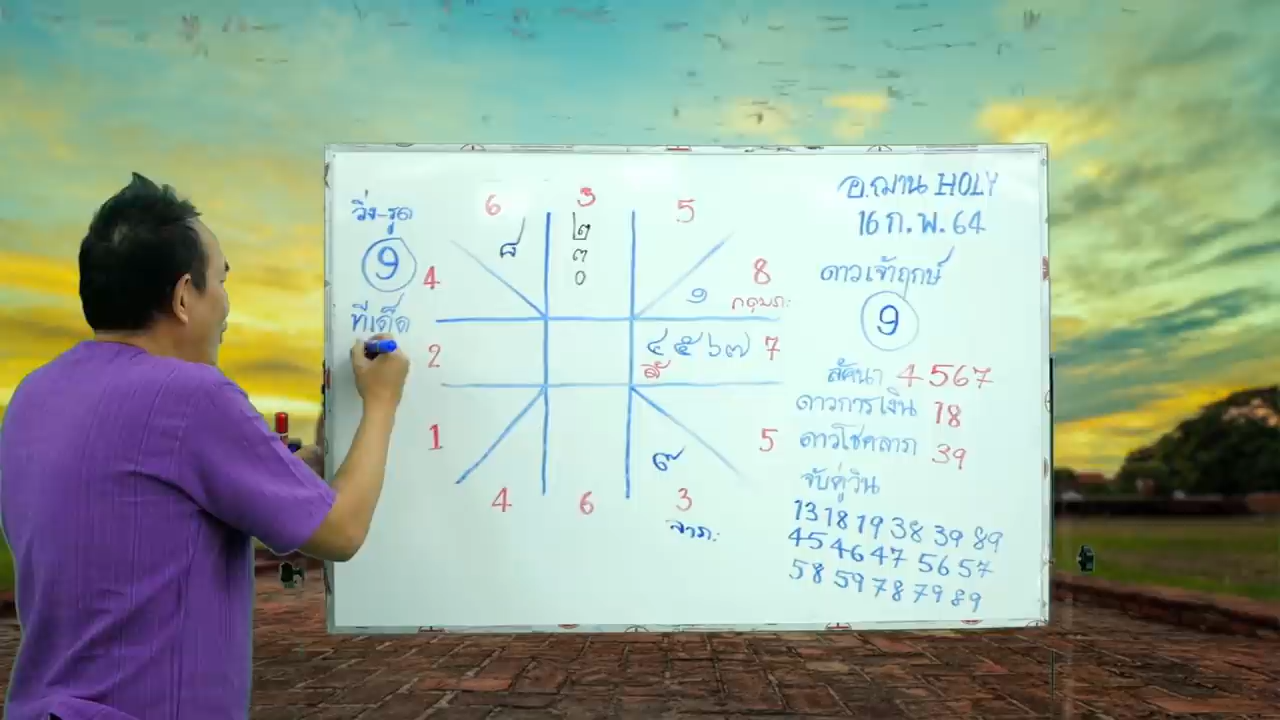 วิ่ง-รูด
9
ทีเด็ด
6 3 5
๘ ๒
๓
๐
4 8
๑ กดุมภะ
2 ๔ ๕ ๖ ๗ 7
ลั
1 5
๙
4 6 3
ลาภะ
อ.ฌาน HOLY
16 ก.พ. 64
ดาวเจ้าฤกษ์
9
ลัคนา 4567
ดาวการเงิน 18
ดาวโชคลาภ 39
จับคู่วิน
13 18 19 38 39 89
45 46 47 56 57
58 59 78 79 89